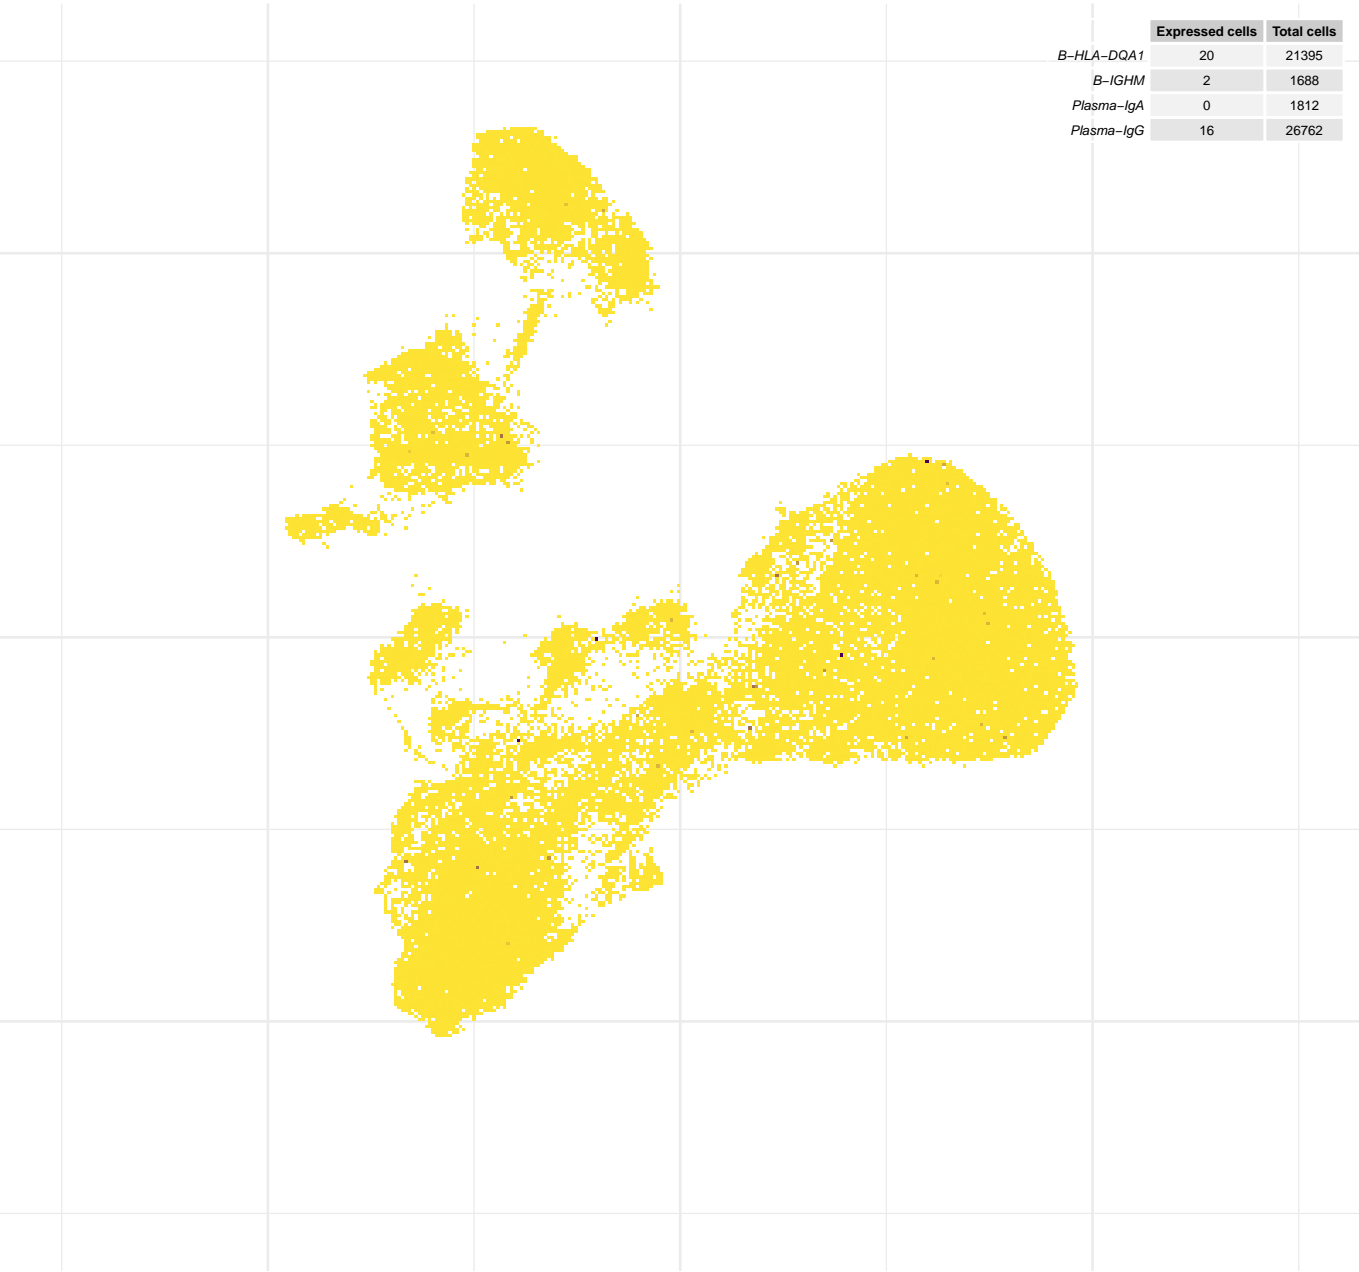 Expressed cells Total cells
B−HLA−DQA1 20 21395
B−IGHM 2 1688
Plasma−IgA 0 1812
Plasma−IgG 16 26762